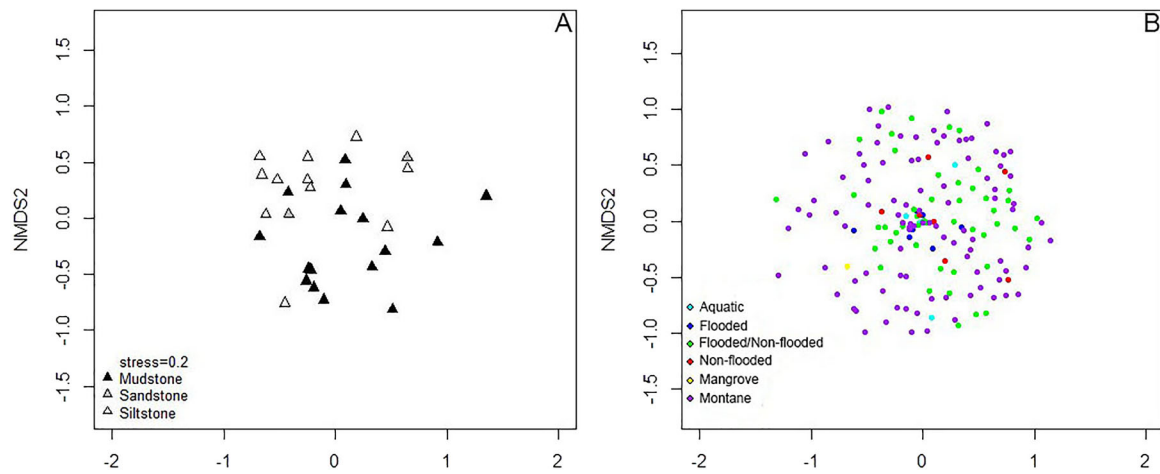 A
NMDS2
1.5
1.0
0.5
0.0
-0.5
-1.0
-1.5
stress=0.2
Mudstone
Sandstone
Siltstone
-2
-1
0
1
2
B
NMDS2
1.5
1.0
0.5
0.0
-0.5
-1.0
-1.5
Aquatic
Flooded
Flooded/Non-flooded
Non-flooded
Mangrove
Montane
-2
-1
0
1
2